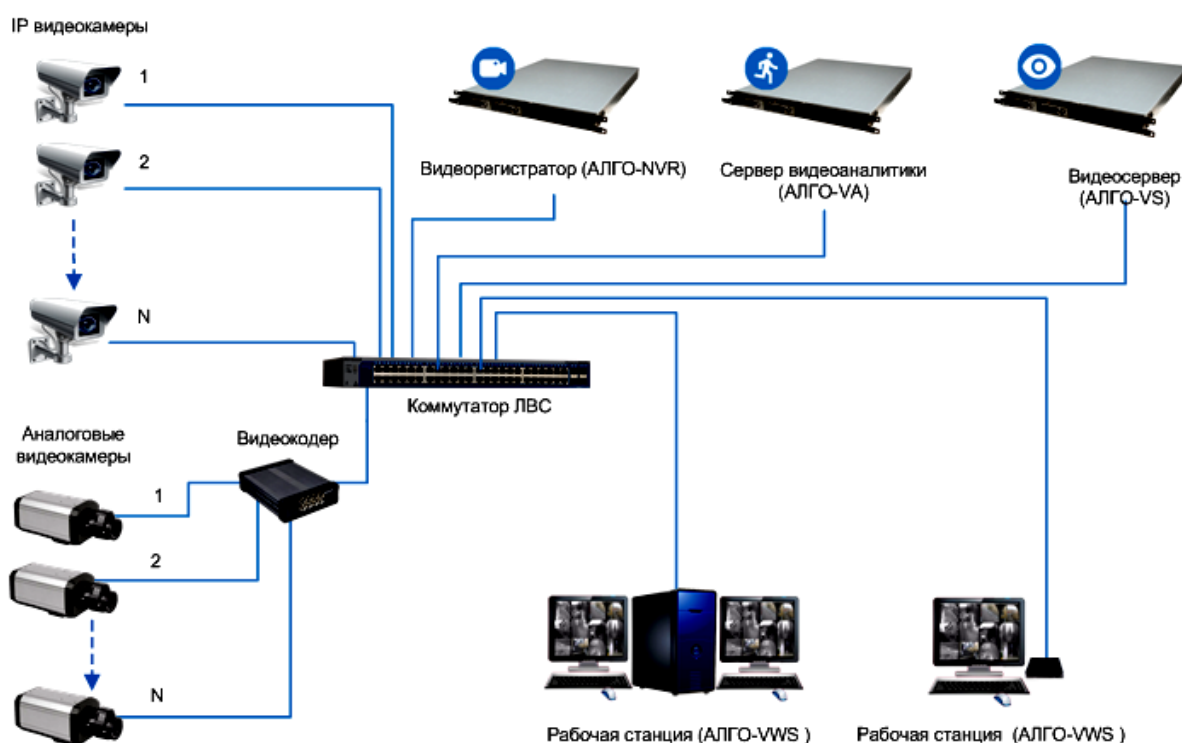 IP видеокамеры
1
2
N
Видеорегистратор (АЛГО-NVR)
Сервер видеоаналитики
(АЛГО-VA)
Видеосервер
(АЛГО-VS)
Коммутатор ЛВС
Аналоговые
видеокамеры
Видеокодер
1
2
N
Рабочая станция (АЛГО-VWS )
Рабочая станция (АЛГО-VWS )